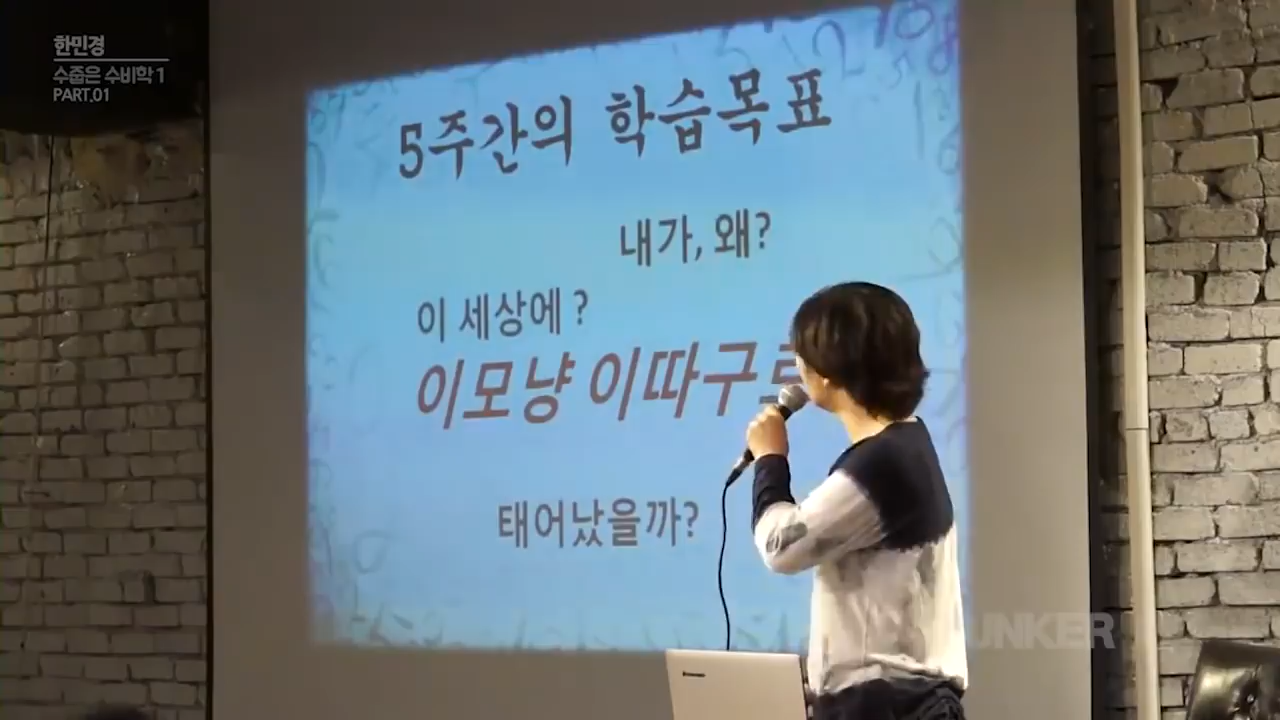 한민경
수줍은 수비학 1
PART.01
5주간의 학습목표
내가, 왜?
이 세상에 ?
이모냥 이따구로
태어났을까?